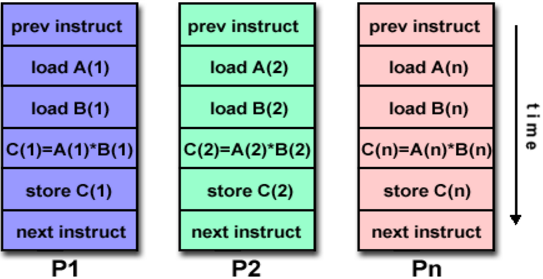 prev instruct
load A(1)
load B(1)
C(1)=A(1)*B(1)
store C(1)
next instruct
P1
prev instruct
load A(2)
load B(2)
C(2)=A(2)*B(2)
store C(2)
next instruct
P2
prev instruct
load A(n)
load B(n)
C(n)=A(n)*B(n)
store C(n)
next instruct
Pn
time